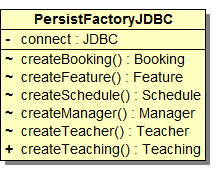 PersistFactoryJDBC
- connect : JDBC
~ createBooking() : Booking
~ createFeature() : Feature
~ createSchedule() : Schedule
~ createManager() : Manager
~ createTeacher() : Teacher
+ createTeaching() : Teaching